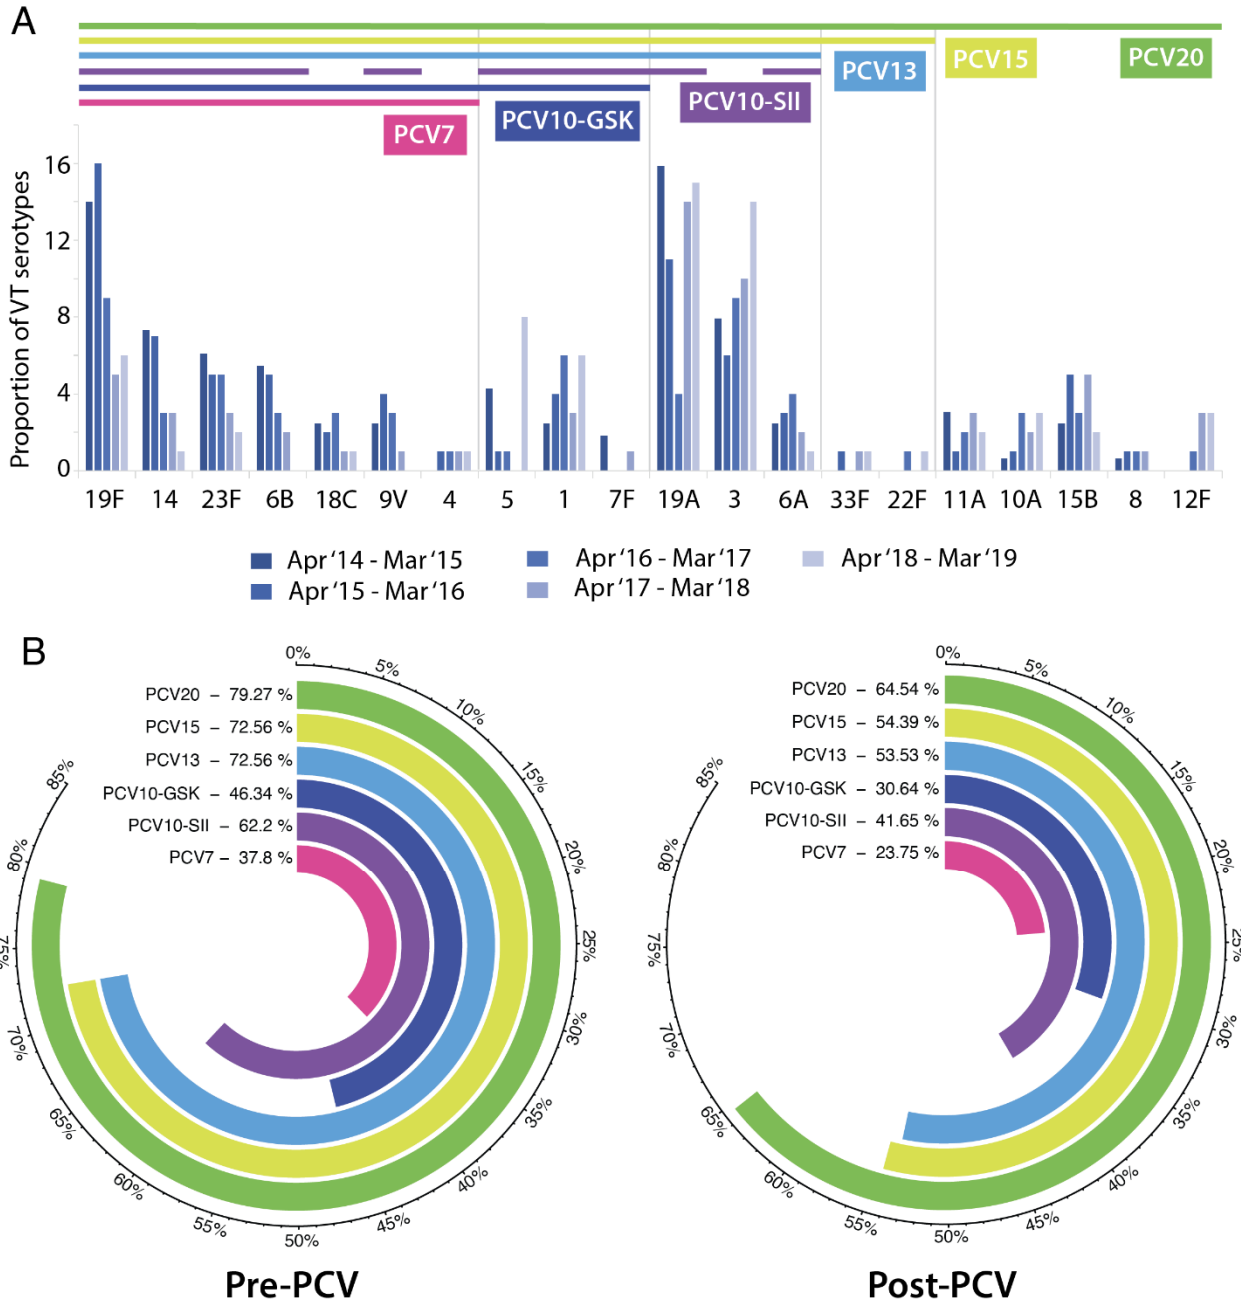 A
PCV13
PCV15
PCV20
PCV7
PCV10-GSK
PCV10-SII
Proportion of VT serotypes
16
12
8
4
0
19F 14 23F 6B 18C 9V 4 5 1 7F 19A 3 6A 33F 22F 11A 10A 15B 8 12F
Apr‘14 - Mar‘15
Apr‘16 - Mar‘17
Apr‘18 - Mar‘19
Apr‘15 - Mar‘16
Apr‘17 - Mar‘18
B
PCV20 – 79.27 %
PCV15 – 72.56 %
PCV13 – 72.56 %
PCV10-GSK – 46.34 %
PCV10-SII – 62.2 %
PCV7 – 37.8 %
0%
5%
10%
15%
20%
25%
30%
35%
40%
45%
50%
55%
60%
65%
70%
75%
80%
85%
Pre-PCV
PCV20 – 64.54 %
PCV15 – 54.39 %
PCV13 – 53.53 %
PCV10-GSK – 30.64 %
PCV10-SII – 41.65 %
PCV7 – 23.75 %
0%
5%
10%
15%
20%
25%
30%
35%
40%
45%
50%
55%
60%
65%
70%
75%
80%
85%
Post-PCV